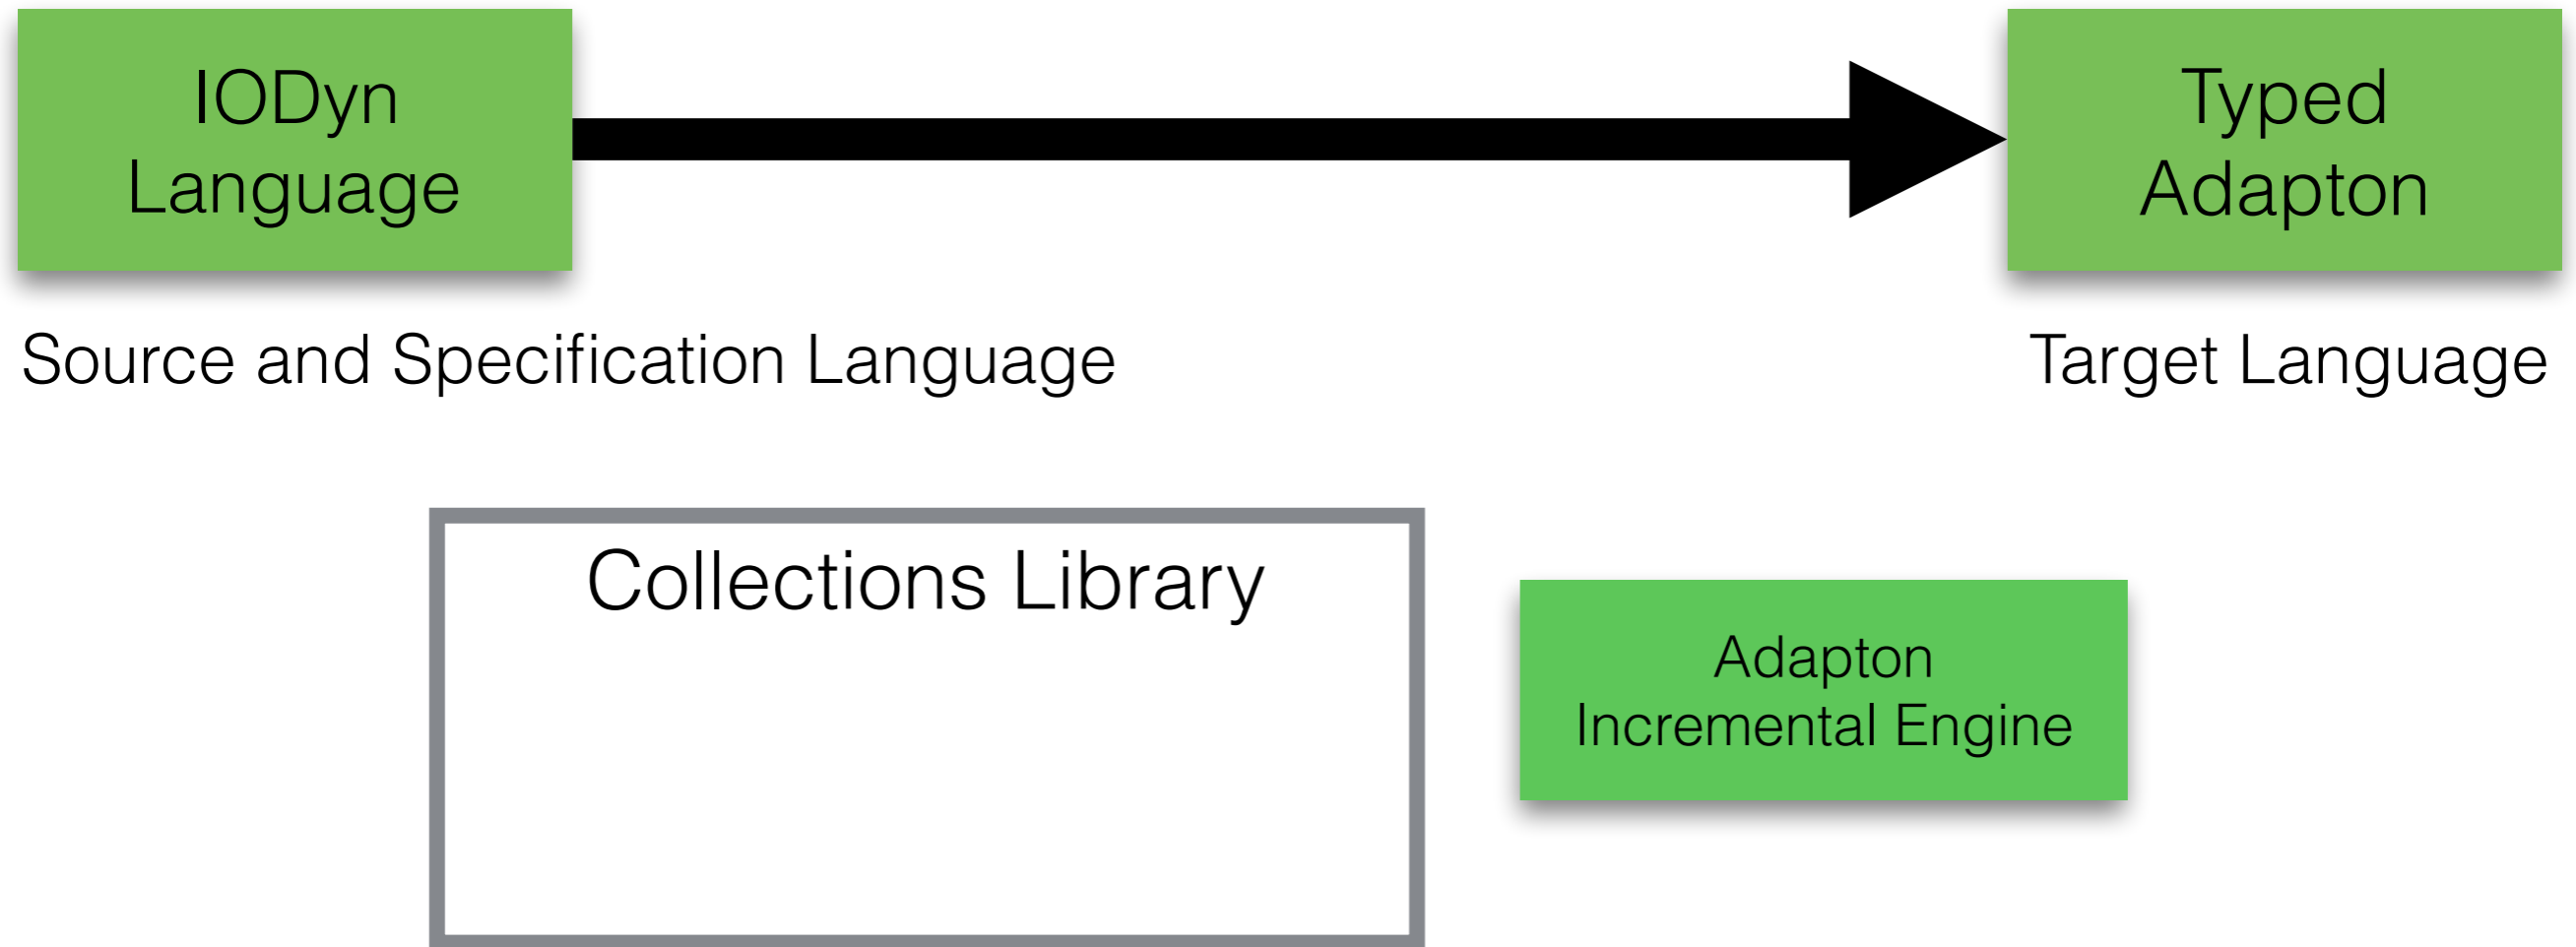 IODyn
Language
Typed
Adapton
Source and Specification Language
Target Language
Collections Library
Adapton
Incremental Engine